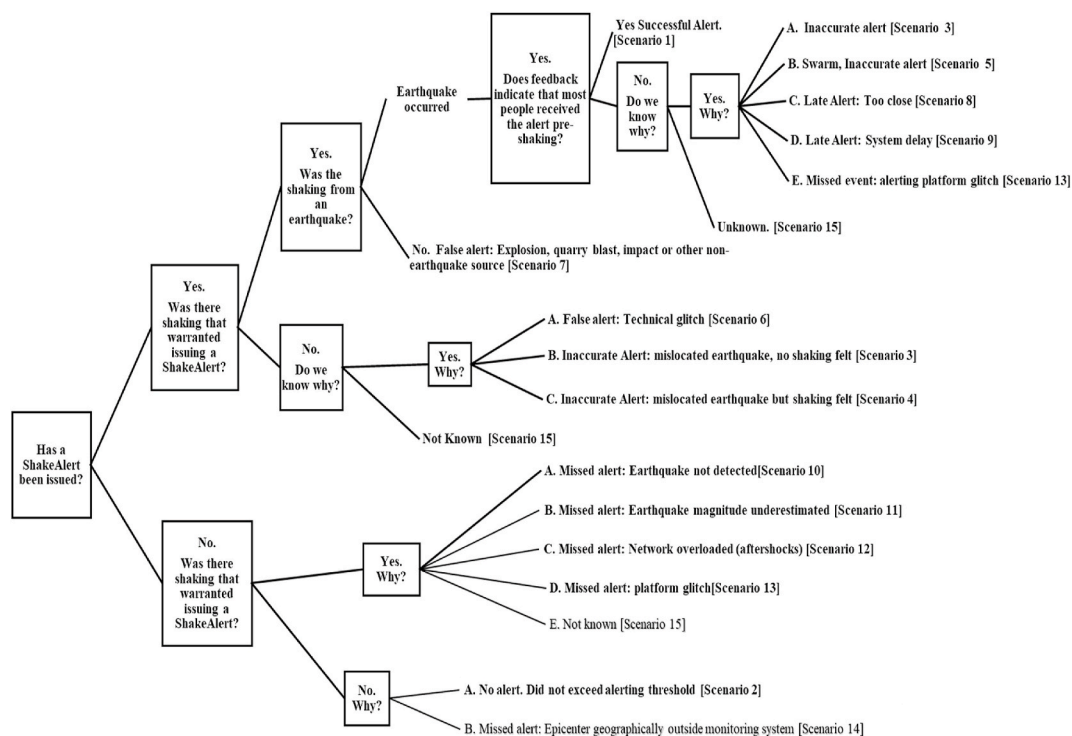 Has a
ShakeAlert
been issued?
Yes.
Was there
shaking that
warranted
issuing a
ShakeAlert?
Yes.
Was the
shaking from
an
earthquake?
Earthquake
occurred
Yes.
Does feedback
indicate that most
people received
the alert pre-
shaking?
Yes Successful Alert.
[Scenario 1]
No.
Do we
know
why?
Yes.
Why?
A. Inaccurate alert [Scenario 3]
B. Swarm, Inaccurate alert [Scenario 5]
C. Late Alert: Too close [Scenario 8]
D. Late Alert: System delay [Scenario 9]
E. Missed event: alerting platform glitch [Scenario 13]
Unknown. [Scenario 15]
No. False alert: Explosion, quarry blast, impact or other non-
earthquake source [Scenario 7]
No.
Do we
know why?
Yes.
Why?
A. False alert: Technical glitch [Scenario 6]
B. Inaccurate Alert: mislocated earthquake, no shaking felt [Scenario 3]
C. Inaccurate Alert: mislocated earthquake but shaking felt [Scenario 4]
Not Known [Scenario 15]
No.
Was there
shaking that
warranted
issuing a
ShakeAlert?
Yes.
Why?
A. Missed alert: Earthquake not detected[Scenario 10]
B. Missed alert: Earthquake magnitude underestimated [Scenario 11]
C. Missed alert: Network overloaded (aftershocks) [Scenario 12]
D. Missed alert: platform glitch[Scenario 13]
E. Not known [Scenario 15]
No.
Why?
A. No alert. Did not exceed alerting threshold [Scenario 2]
B. Missed alert: Epicenter geographically outside monitoring system [Scenario 14]